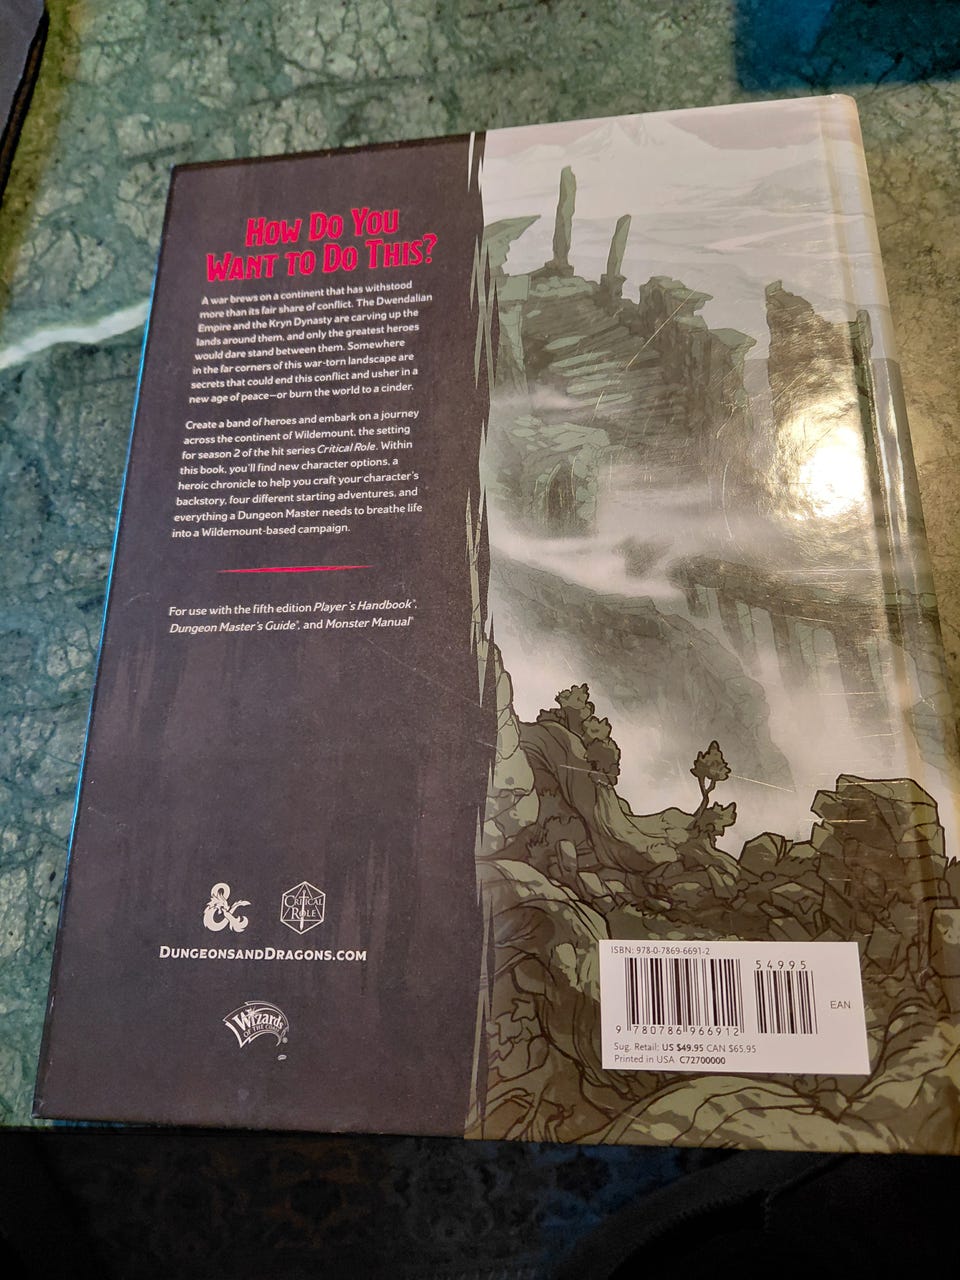 How Do You
Want to Do This?
A war brews on a continent that has withstood
more than its fair share of conflict. The Dwendalian
Empire and the Kryn Dynasty are carving up the
lands around them, and only the greatest heroes
would dare stand between them. Somewhere
in the far corners of this war-torn landscape are
secrets that could end this conflict and usher in a
new age of peace—or burn the world to a cinder.
Create a band of heroes and embark on a journey
across the continent of Wildemount, the setting
for season 2 of the hit series Critical Role. Within
this book, you'll find new character options, a
heroic chronicle to help you craft your character's
backstory, four different starting adventures, and
everything a Dungeon Master needs to breathe life
into a Wildemount-based campaign.
For use with the fifth edition Player's Handbook®,
Dungeon Master's Guide®, and Monster Manual®
&
Critical
Role
DungeonsandDragons.com
Wizards
OF THE COAST
®
ISBN: 978-0-7869-6691-2
54995
EAN
9 780786 966912
Sug. Retail: US $49.95 CAN $65.95
Printed in USA C72700000